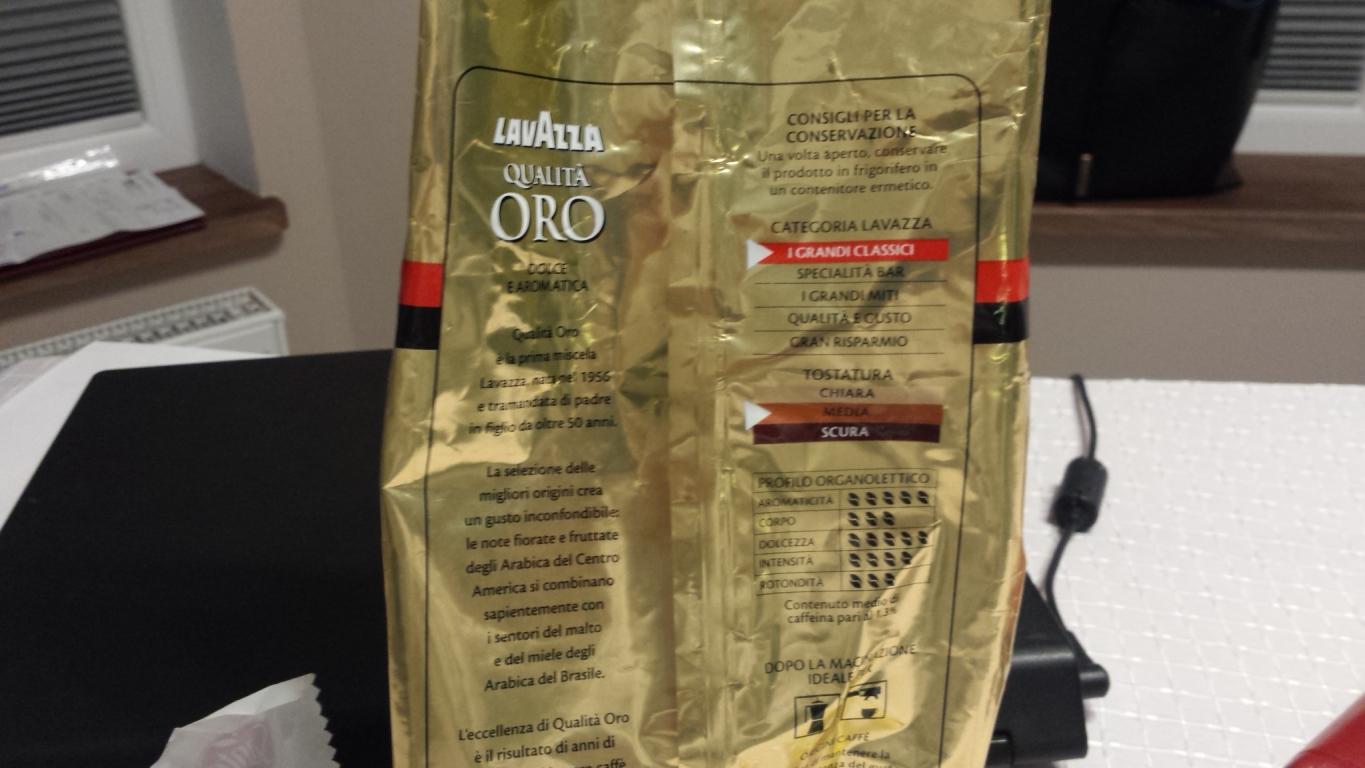 LAVAZZA
QUALITÀ
ORO
DOLCE
E AROMATICA
Qualità Oro
è la prima miscela
Lavazza, nata nel 1956
e tramandata di padre
in figlio da oltre 50 anni.
La selezione delle
migliori origini crea
un gusto inconfondibile:
le note fiorate e fruttate
degli Arabica del Centro
America si combinano
sapientemente con
i sentori del malto
e del miele degli
Arabica del Brasile.
L'eccellenza di Qualità Oro
è il risultato di anni di
caffè
CONSIGLI PER LA
CONSERVAZIONE
Una volta aperto, conservare
il prodotto in frigorifero in
un contenitore ermetico.
CATEGORIA LAVAZZA
I GRANDI CLASSICI
SPECIALITÀ BAR
I GRANDI MITI
QUALITÀ E GUSTO
GRAN RISPARMIO
TOSTATURA
CHIARA
MEDIA
SCURA
PROFILO ORGANOLETTICO
AROMATICITÀ
CORPO
DOLCEZZA
INTENSITÀ
ROTONDITÀ
Contenuto medio di
caffeina pari a 1.3%
DOPO LA MACINAZIONE
IDEALE
CAFFÈ
mantenere la